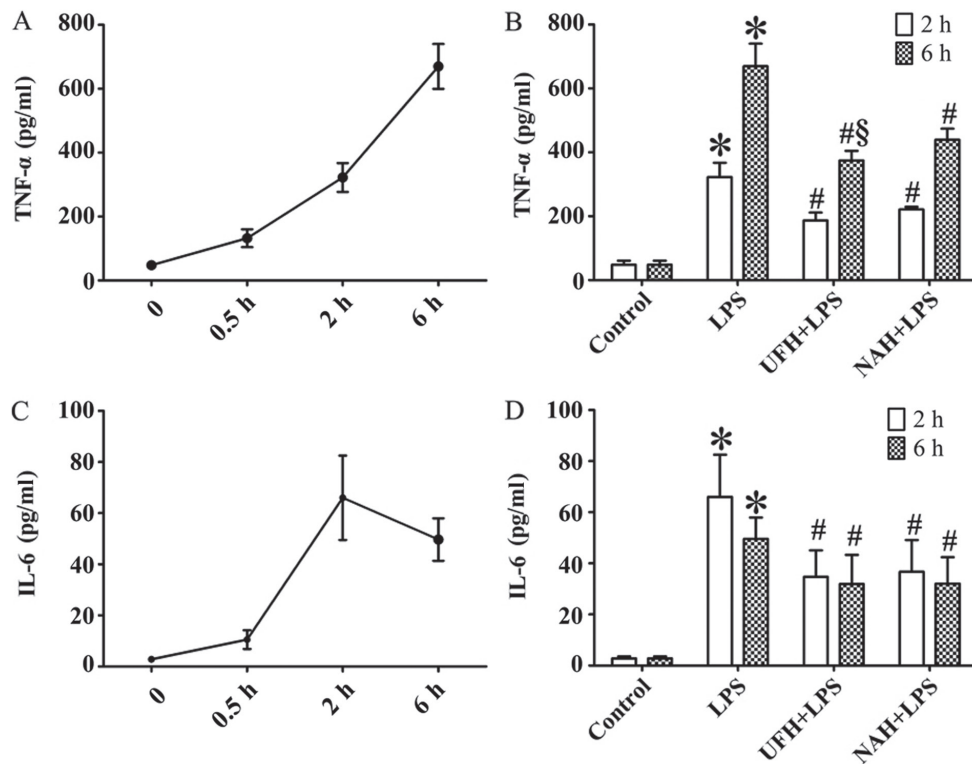 A
TNF-α (pg/ml)
800
600
400
200
0
0
0.5 h
2 h
6 h
B
TNF-α (pg/ml)
800
600
400
200
0
2 h
6 h
*
*
#
#§
#
#
Control
LPS
UFH+LPS
NAH+LPS
C
IL-6 (pg/ml)
100
80
60
40
20
0
0
0.5 h
2 h
6 h
D
IL-6 (pg/ml)
100
80
60
40
20
0
2 h
6 h
*
*
#
#
#
#
Control
LPS
UFH+LPS
NAH+LPS